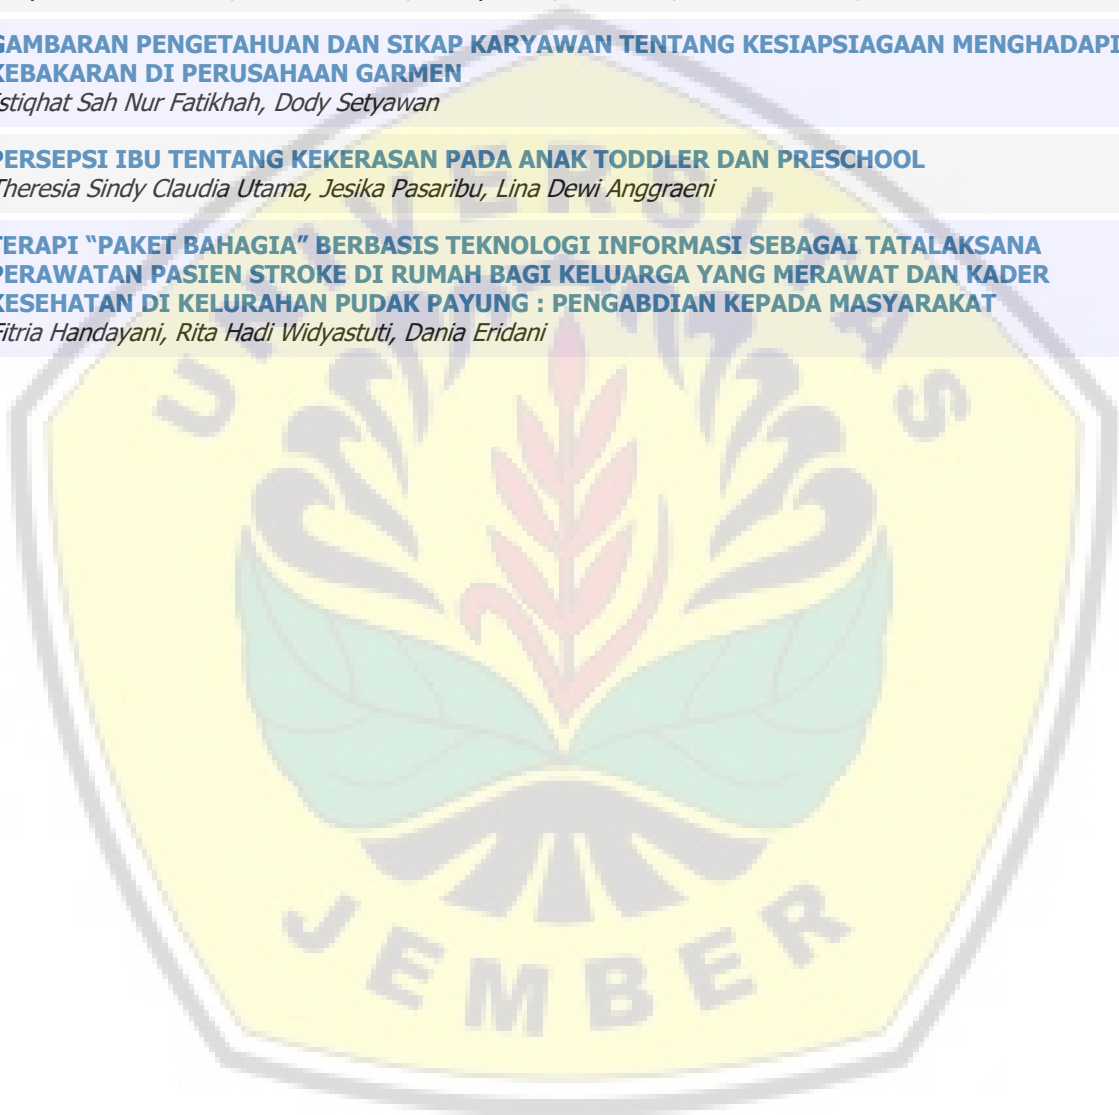 GAMBARAN PENGETAHUAN DAN SIKAP KARYAWAN TENTANG KESIAPSIAGAAN MENGHADAPI
KEBAKARAN DI PERUSAHAAN GARMEN
Istiqhat Sah Nur Fatikhah, Dody Setyawan
PERSEPSI IBU TENTANG KEKERASAN PADA ANAK TODDLER DAN PRESCHOOL
Theresia Sindy Claudia Utama, Jesika Pasaribu, Lina Dewi Anggraeni
TERAPI “PAKET BAHAGIA” BERBASIS TEKNOLOGI INFORMASI SEBAGAI TATALAKSANA
PERAWATAN PASIEN STROKE DI RUMAH BAGI KELUARGA YANG MERAWAT DAN KADER
KESEHATAN DI KELURAHAN PUDAK PAYUNG : PENGABDIAN KEPADA MASYARAKAT
Fitria Handayani, Rita Hadi Widyastuti, Dania Eridani
UNIVERSITAS
JEMBER